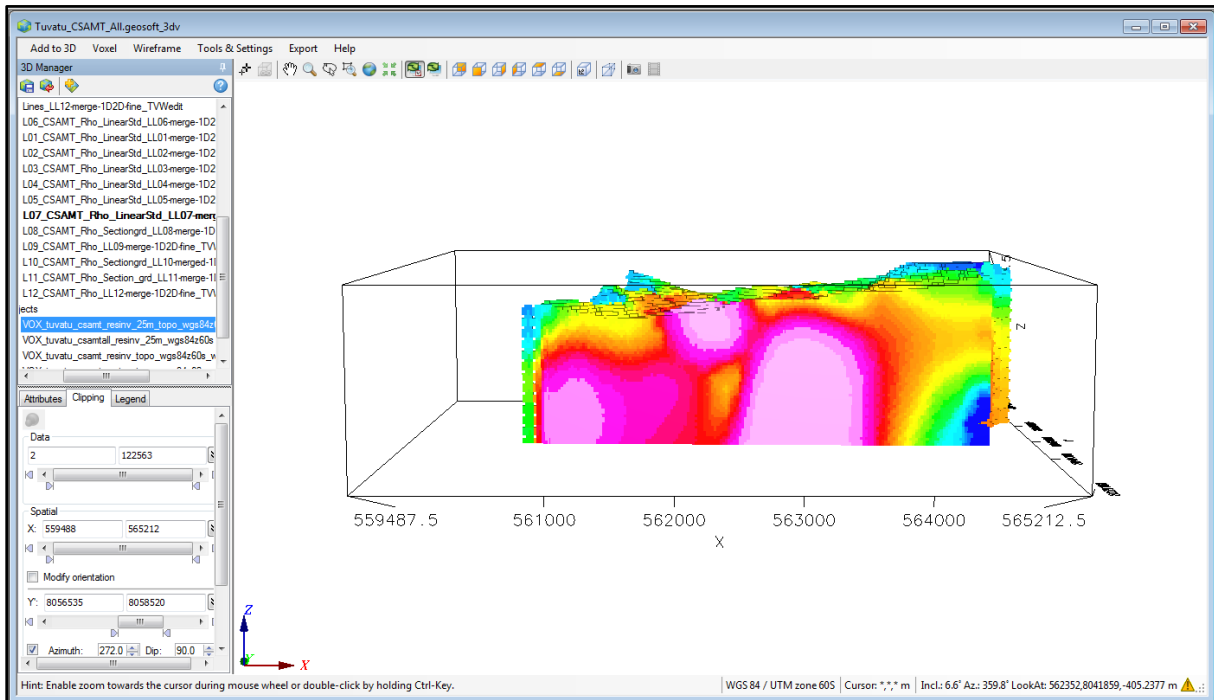 Tuvatu_CSAMT_All.geosoft_3dv
Add to 3D Voxel Wireframe Tools & Settings Export Help
3D Manager
Lines_LL12-merge-1D2D-fine_TVWedit
L06_CSAMT_Rho_LinearStd_LL06-merge-1D2
L01_CSAMT_Rho_LinearStd_LL01-merge-1D2
L02_CSAMT_Rho_LinearStd_LL02-merge-1D2
L03_CSAMT_Rho_LinearStd_LL03-merge-1D2
L04_CSAMT_Rho_LinearStd_LL04-merge-1D2
L05_CSAMT_Rho_LinearStd_LL05-merge-1D2
L07_CSAMT_Rho_LinearStd_LL07-merg
L08_CSAMT_Rho_Sectiongrd_LL08-merge-1D
L09_CSAMT_Rho_LL09-merge-1D2D-fine_TV
L10_CSAMT_Rho_Sectiongrd_LL10-merged-1
L11_CSAMT_Rho_Section_grd_LL11-merge-1
L12_CSAMT_Rho_LL12-merge-1D2D-fine_TV
jects
VOX_tuvatu_csamt_resinv_25m_topo_wgs84z6
VOX_tuvatu_csamtall_resinv_25m_wgs84z60s
VOX_tuvatu_csamt_resinv_topo_wgs84z60s_w
Attributes Clipping Legend
Data
2 122563
Spatial
X: 559488 565212
Modify orientation
Y: 8056535 8058520
Azimuth: 272.0 Dip: 90.0
Z
559487.5 561000 562000 563000 564000 565212.5
X
Z
Y
X
Hint: Enable zoom towards the cursor during mouse wheel or double-click by holding Ctrl-Key.
WGS 84 / UTM zone 60S Cursor: *,*,* m Incl.: 6.6° Az.: 359.8° LookAt: 562352,8041859,-405.2377 m